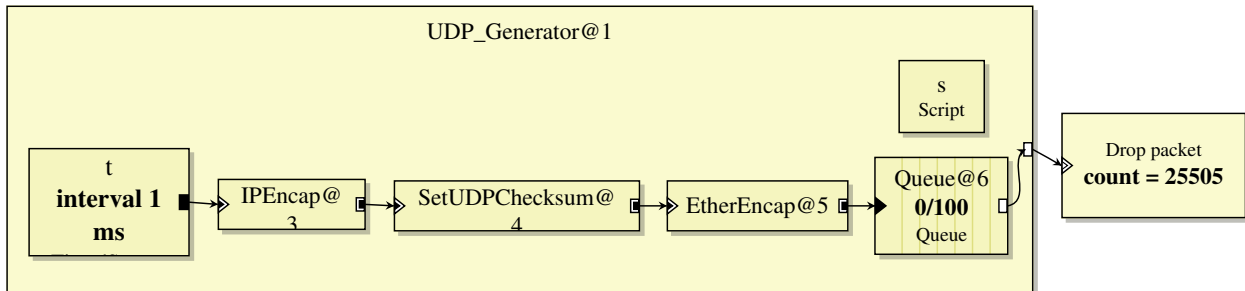 UDP_Generator@1
s
Script
t
interval 1
ms
IPEncap@
3
SetUDPChecksum@
4
EtherEncap@5
Queue@6
0/100
Queue
Drop packet
count = 25505